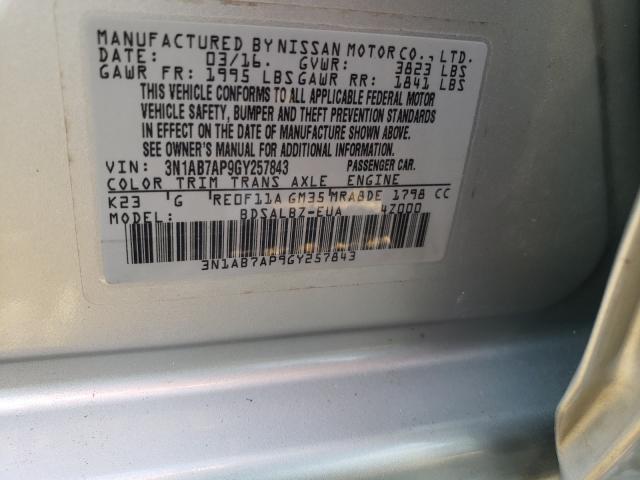 MANUFACTURED BY NISSAN MOTOR CO., LTD.
DATE: 03/16. GVWR: 3823 LBS
GAWR FR: 1995 LBS GAWR RR: 1841 LBS
THIS VEHICLE CONFORMS TO ALL APPLICABLE FEDERAL MOTOR
VEHICLE SAFETY, BUMPER AND THEFT PREVENTION STANDARDS
IN EFFECT ON THE DATE OF MANUFACTURE SHOWN ABOVE.
SEE OWNER'S MANUAL FOR ADDITIONAL INFORMATION.
VIN: 3N1AB7AP9GY257843 PASSENGER CAR.
COLOR TRIM TRANS AXLE ENGINE
K23 G RE0F11A GM35 MRA8DE 1798 CC
MODEL: BDSALBZ-EUA 4Z000
3N1AB7AP9GY257843